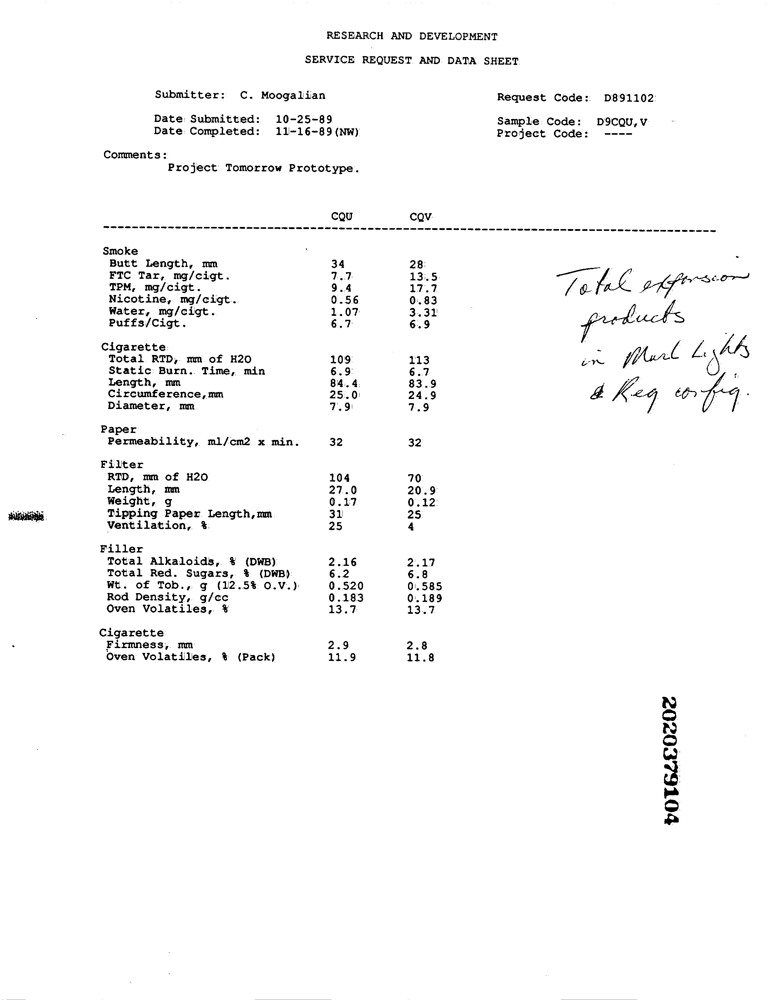 RESEARCH AND DEVELOPMENT
SERVICE REQUEST AND DATA SHEET
Submitter: C. Moogalian Request Code: D891102
Date Submitted: 10-25-89 Sample Code: D9CQU,V
Date Completed: 11-16-89(NW) Project Code: ----
Comments:
Project Tomorrow Prototype.
CQU CQV
Smoke
Butt Length, mm 34 28
FTC Tar, mg/cigt. 7.7 13.5
TPM, mg/cigt. 9.4 17.7
Nicotine, mg/cigt. 0.56 0.83
Water, mg/cigt. 1.07 3.31
Puffs/Cigt. 6.7 6.9
Total expansion
products
in Marl Lights
& Reg config.
Cigarette
Total RTD, mm of H2O 109 113
Static Burn. Time, min 6.9 6.7
Length, mm 84.4 83.9
Circumference,mm 25.0 24.9
Diameter, mm 7.9 7.9
Paper
Permeability, ml/cm2 x min. 32 32
Filter
RTD, mm of H2O 104 70
Length, mm 27.0 20.9
Weight, g 0.17 0.12
Tipping Paper Length,mm 31 25
Ventilation, % 25 4
Filler
Total Alkaloids, % (DWB) 2.16 2.17
Total Red. Sugars, % (DWB) 6.2 6.8
Wt. of Tob., g (12.5% O.V.) 0.520 0.585
Rod Density, g/cc 0.183 0.189
Oven Volatiles, % 13.7 13.7
Cigarette
Firmness, mm 2.9 2.8
Oven Volatiles, % (Pack) 11.9 11.8
2020379104